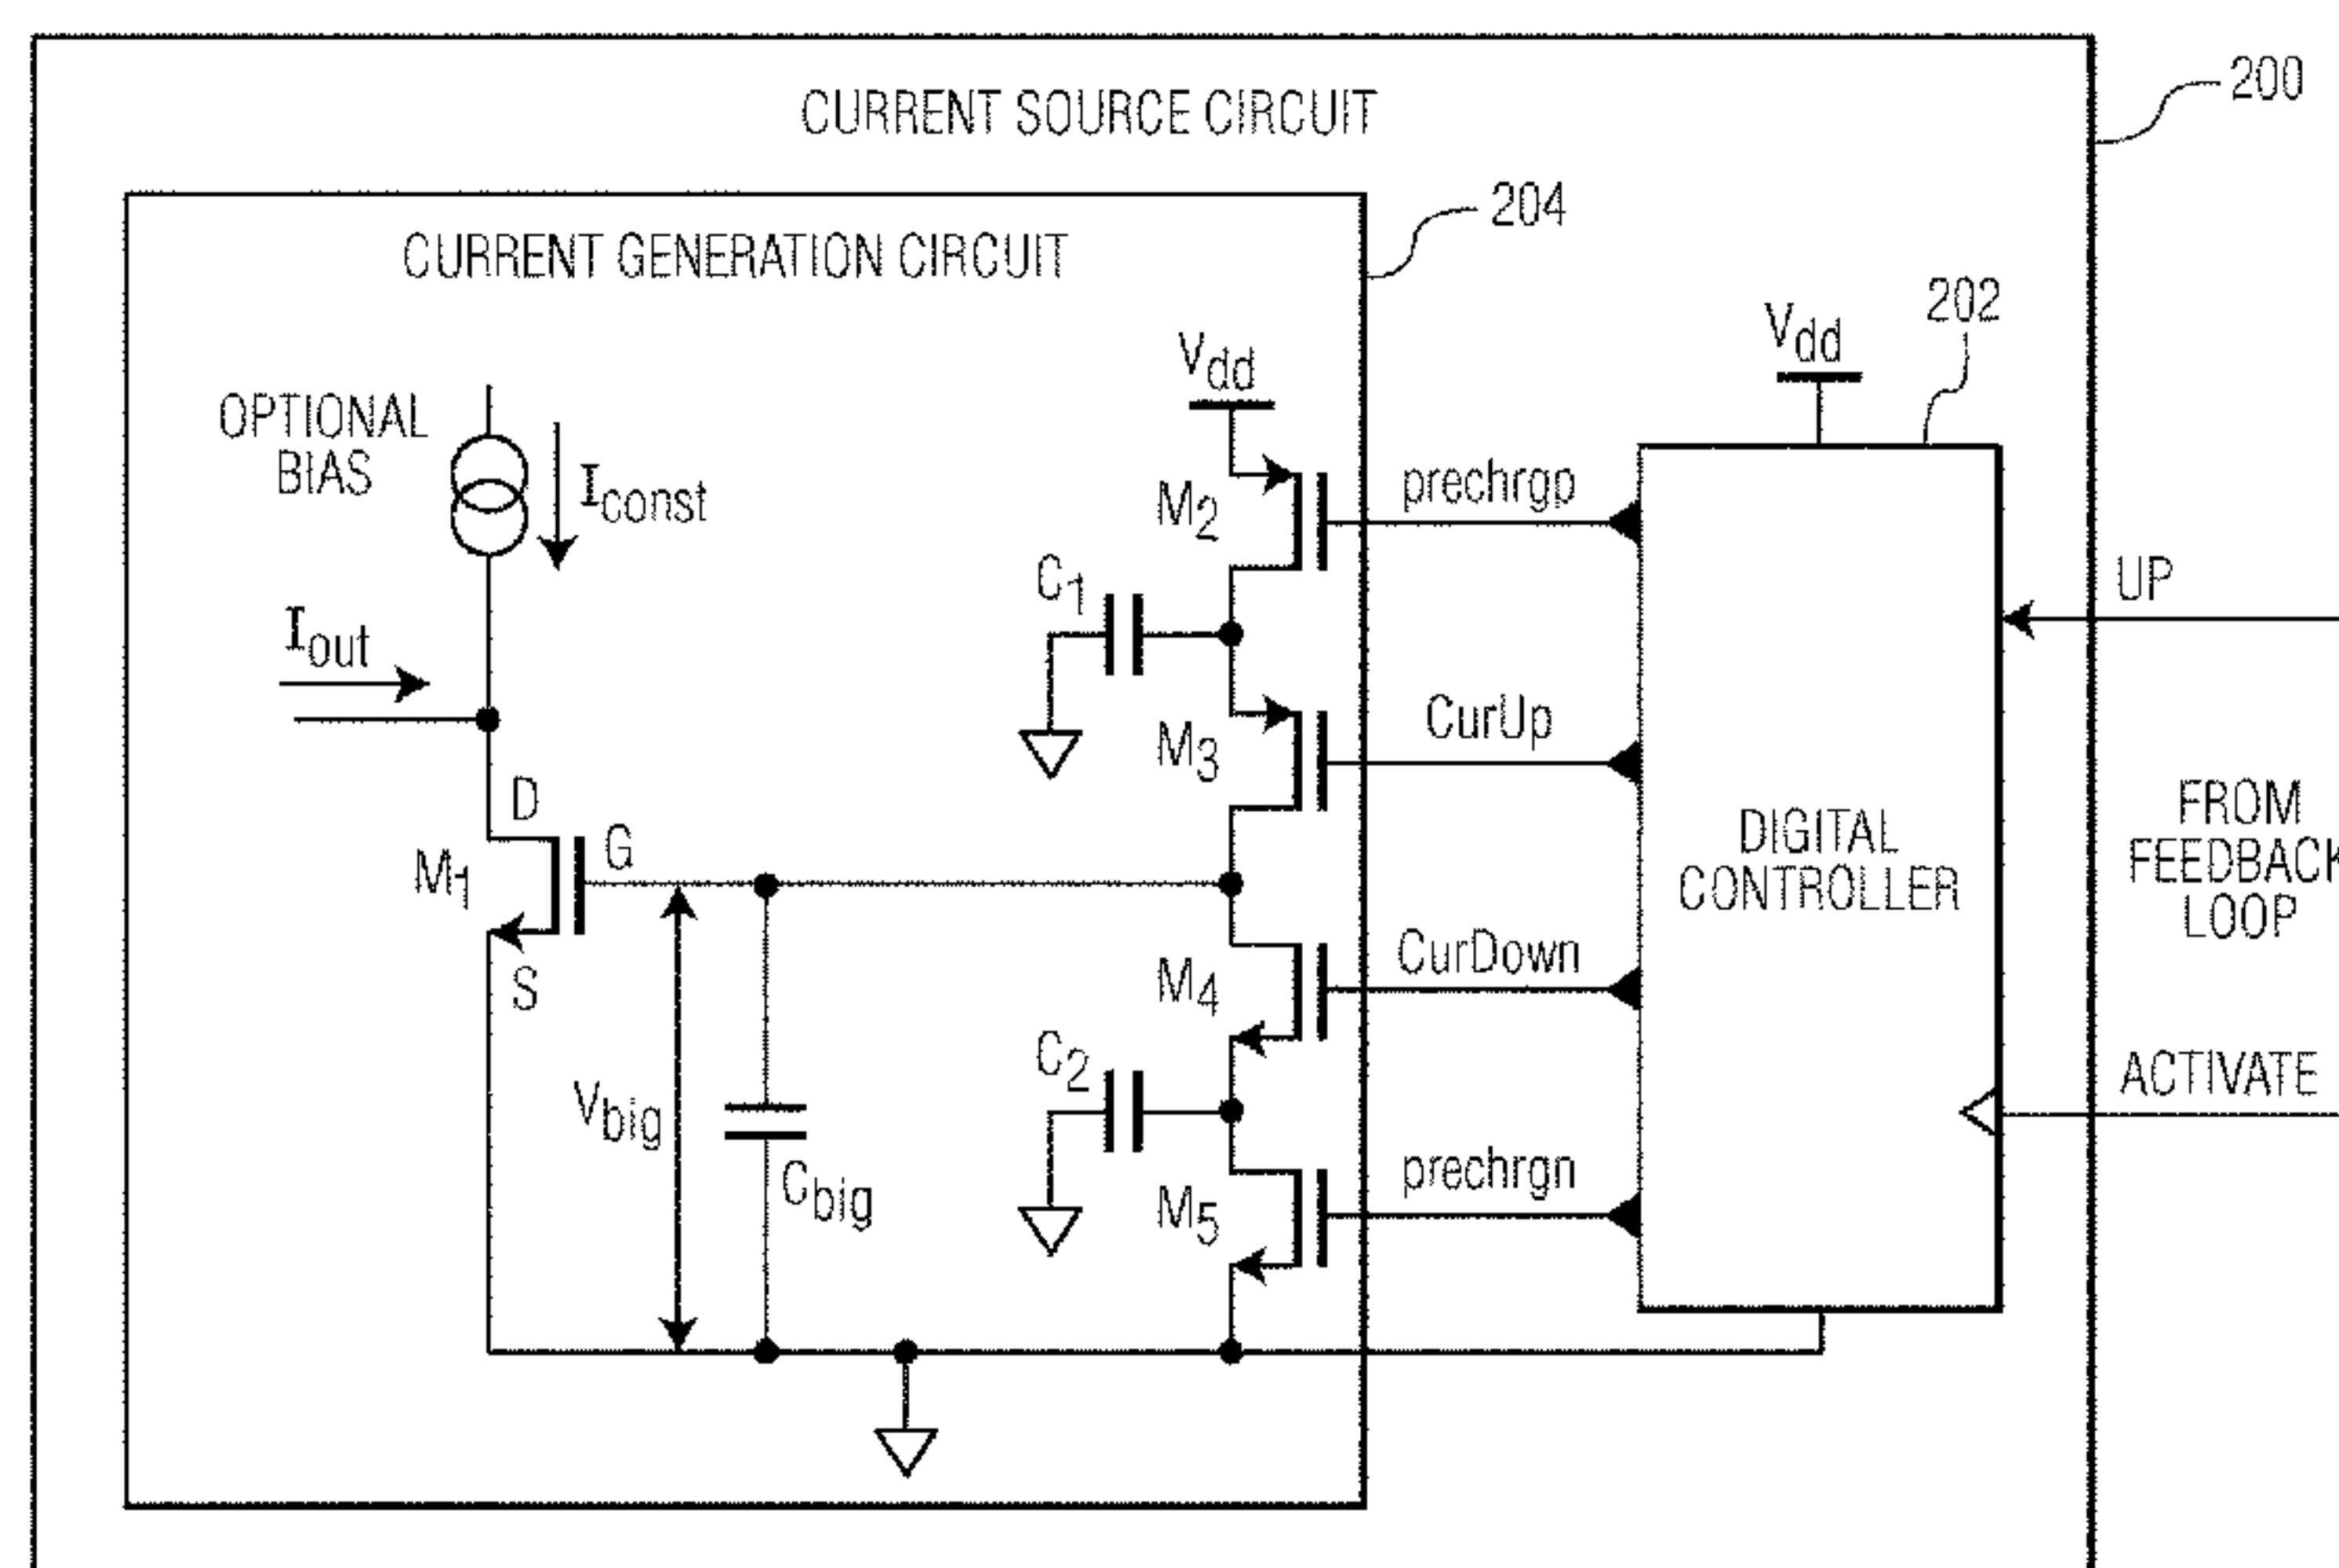 CURRENT SOURCE CIRCUIT
200
204
CURRENT GENERATION CIRCUIT
202
Vdd
Vdd
OPTIONAL
BIAS
Iconst
M2
prechrgp
C1
UP
Iout
M3
CurUp
D
G
M1
S
DIGITAL
CONTROLLER
FROM
FEEDBACK
LOOP
M4
CurDown
C2
ACTIVATE
Vbig
Cbig
M5
prechrgn